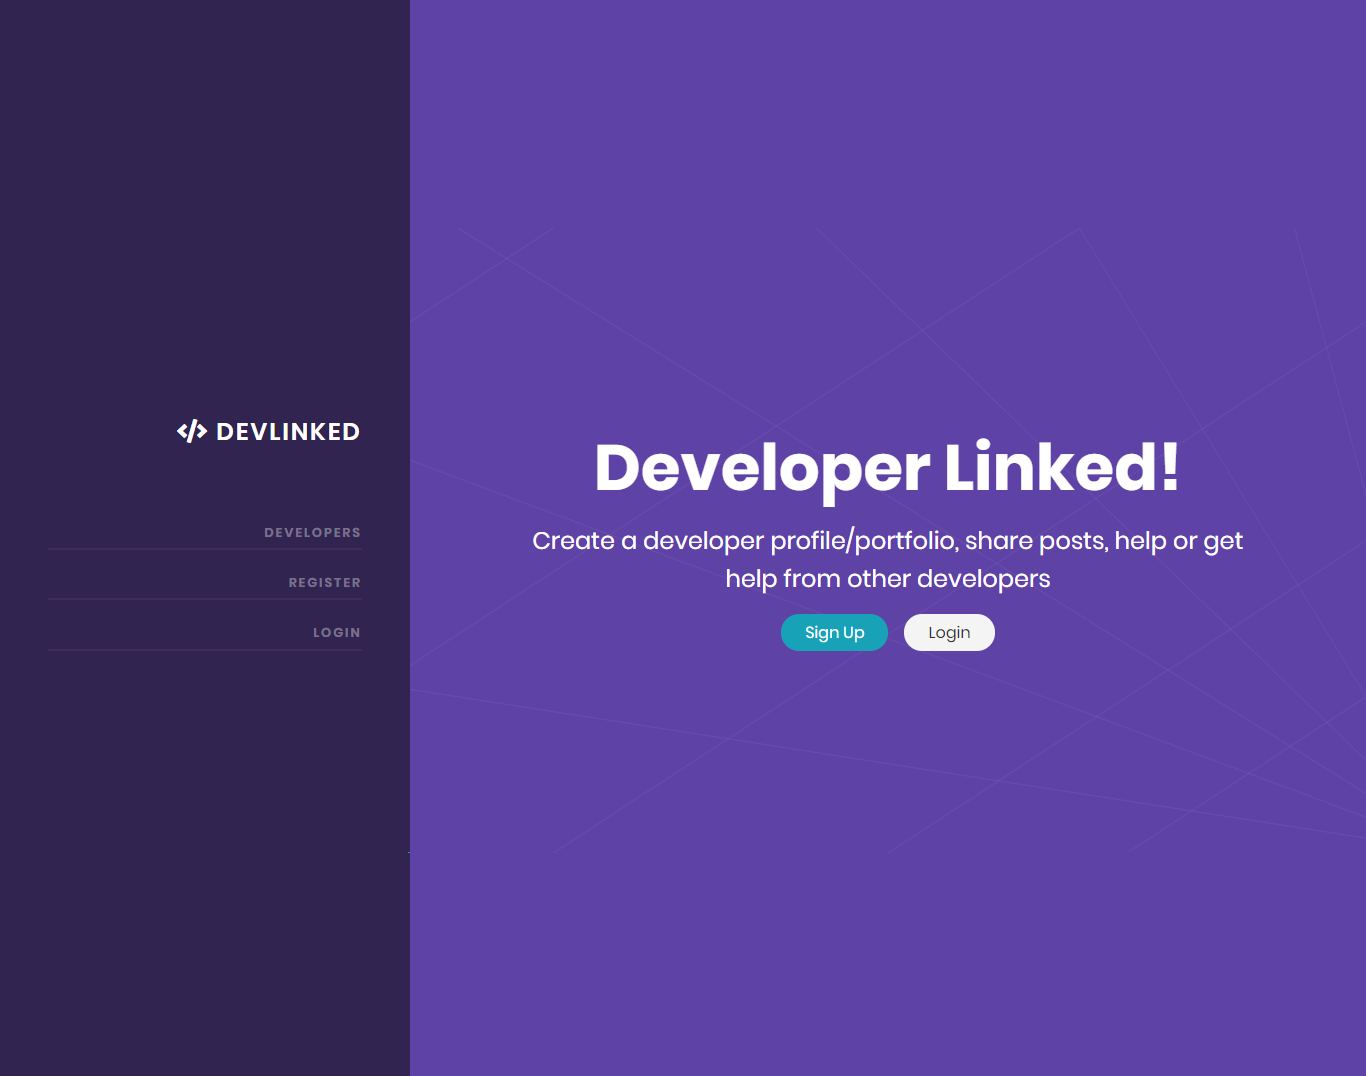 DEVLINKED
DEVELOPERS
REGISTER
LOGIN
Developer Linked!
Create a developer profile/portfolio, share posts, help or get
help from other developers
Sign Up
Login